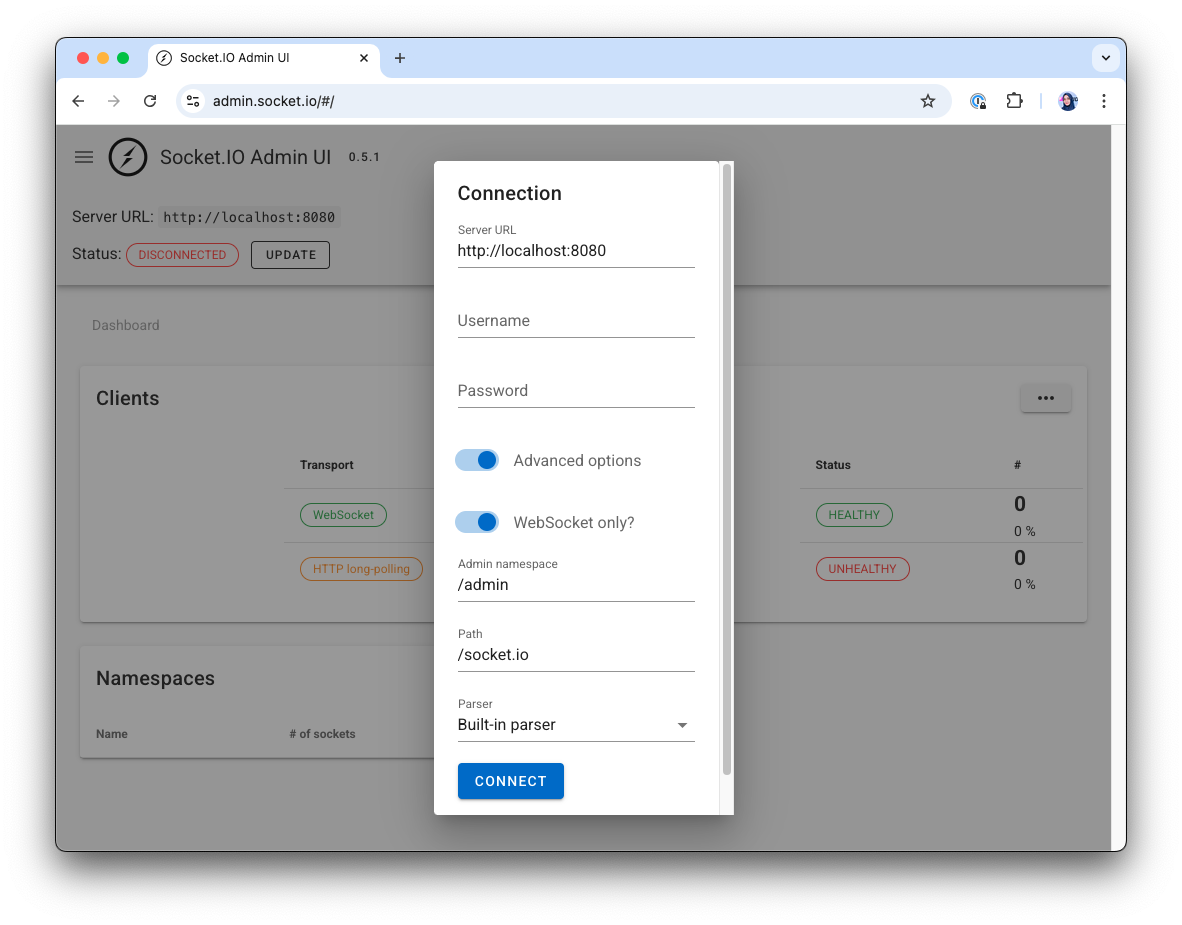 Socket.IO Admin UI
admin.socket.io/#/
Socket.IO Admin UI 0.5.1
Server URL: http://localhost:8080
Status: DISCONNECTED UPDATE
Dashboard
Clients
•••
Transport
WebSocket
HTTP long-polling
Status #
HEALTHY 0
0 %
UNHEALTHY 0
0 %
Namespaces
Name # of sockets
Connection
Server URL
http://localhost:8080
Username
Password
Advanced options
WebSocket only?
Admin namespace
/admin
Path
/socket.io
Parser
Built-in parser
CONNECT